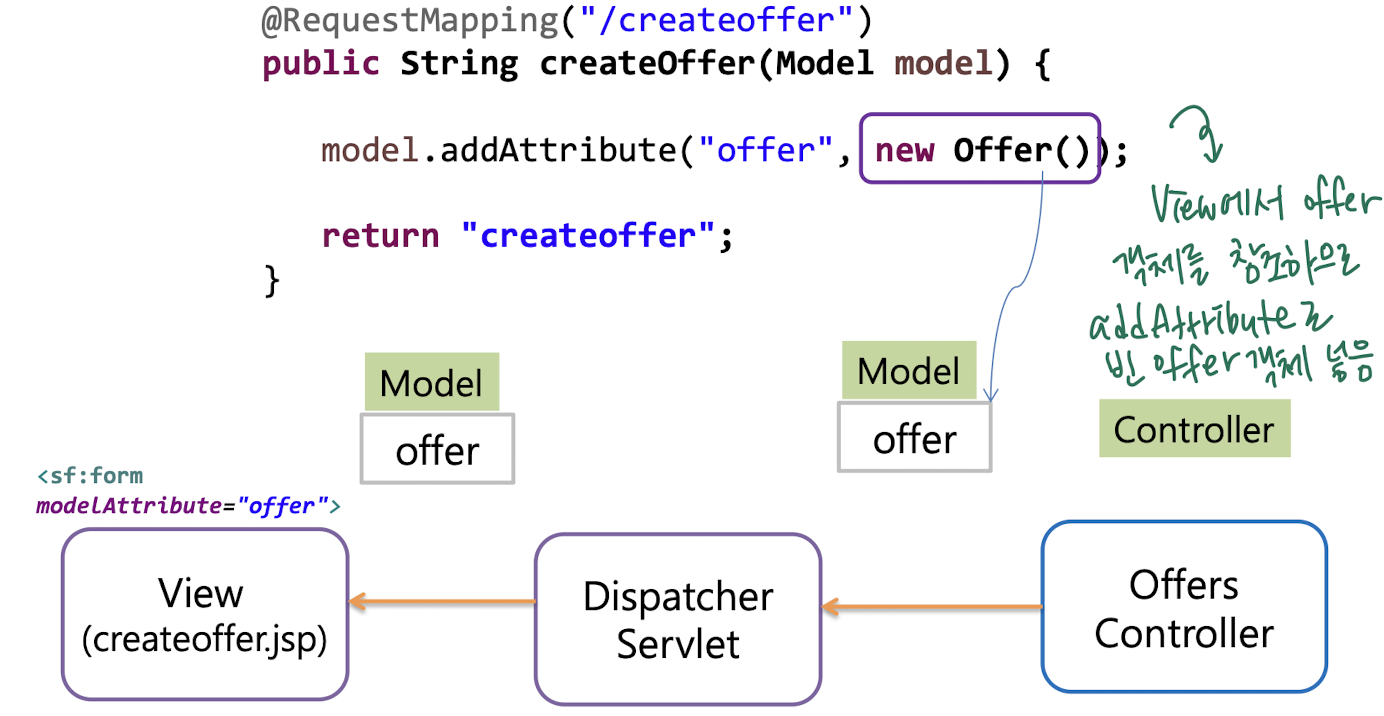 @RequestMapping("/createoffer")
public String createOffer(Model model) {
model.addAttribute("offer", new Offer());
return "createoffer";
}
View에서 offer
객체를 참조하므로
addAttribute로
빈 offer객체 넣음
Model
offer
Model
offer
Controller
<sf:form
modelAttribute="offer">
View
(createoffer.jsp)
Dispatcher
Servlet
Offers
Controller